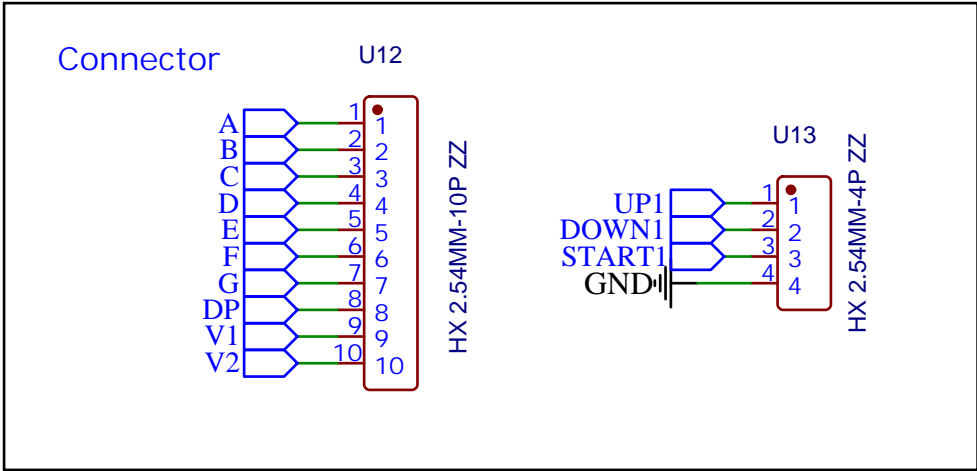 Connector
U12
A 1 1
B 2 2
C 3 3
D 4 4
E 5 5
F 6 6
G 7 7
DP 8 8
V1 9 9
V2 10 10
HX 2.54MM-10P ZZ
U13
UP1 1 1
DOWN1 2 2
START1 3 3
GND 4 4
HX 2.54MM-4P ZZ